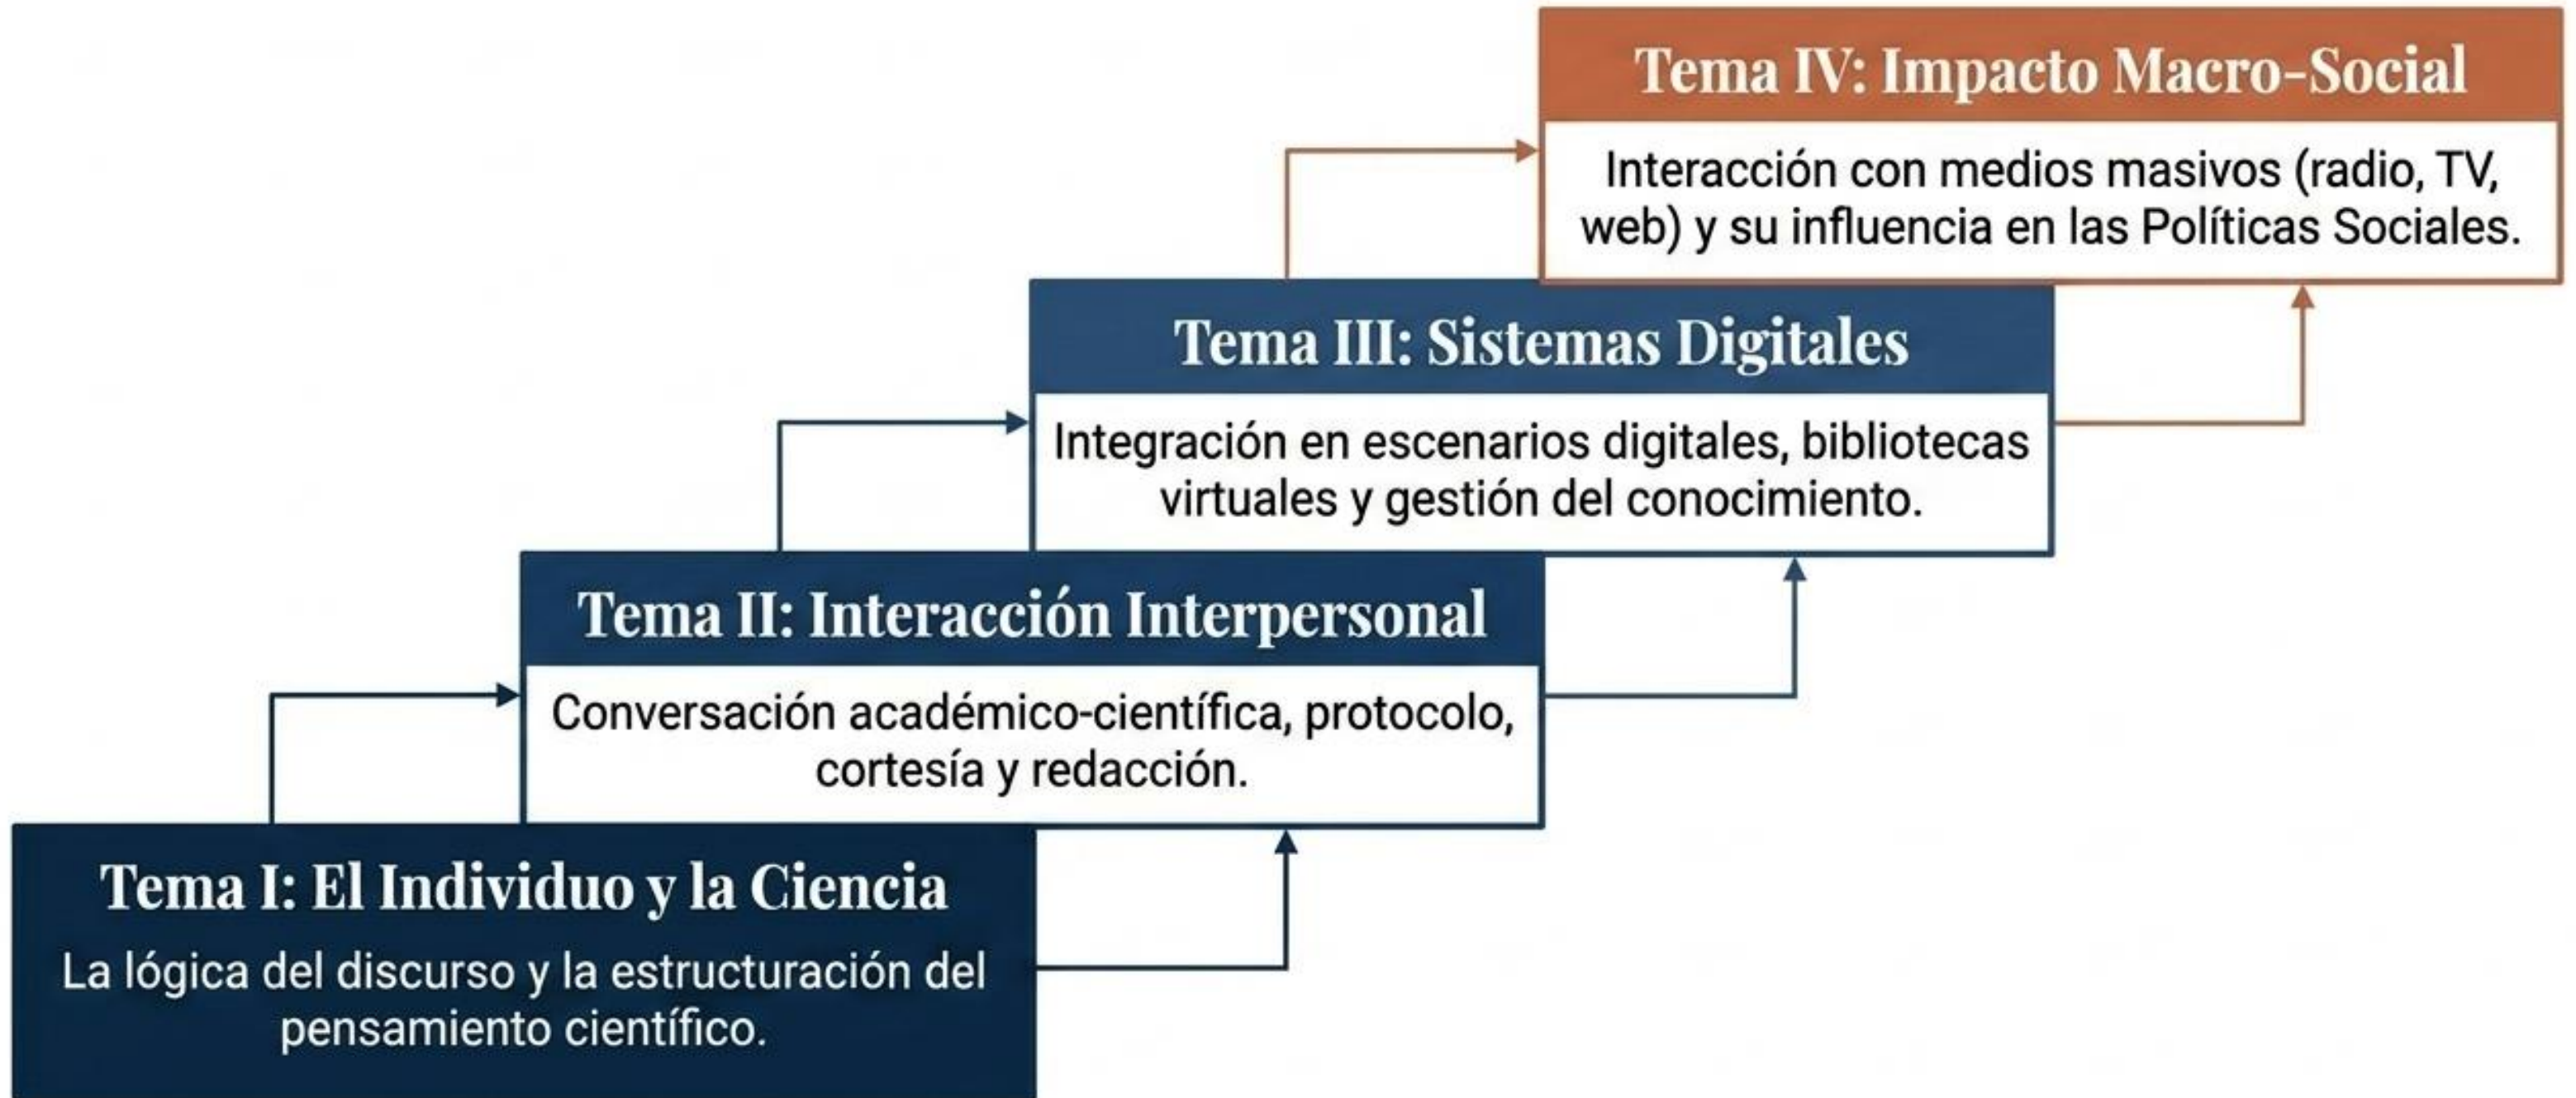 Tema IV: Impacto Macro-Social
Interacción con medios masivos (radio, TV,
web) y su influencia en las Políticas Sociales.
Tema III: Sistemas Digitales
Integración en escenarios digitales, bibliotecas
virtuales y gestión del conocimiento.
Tema II: Interacción Interpersonal
Conversación académico-científica, protocolo,
cortesía y redacción.
Tema I: El Individuo y la Ciencia
La lógica del discurso y la estructuración del
pensamiento científico.